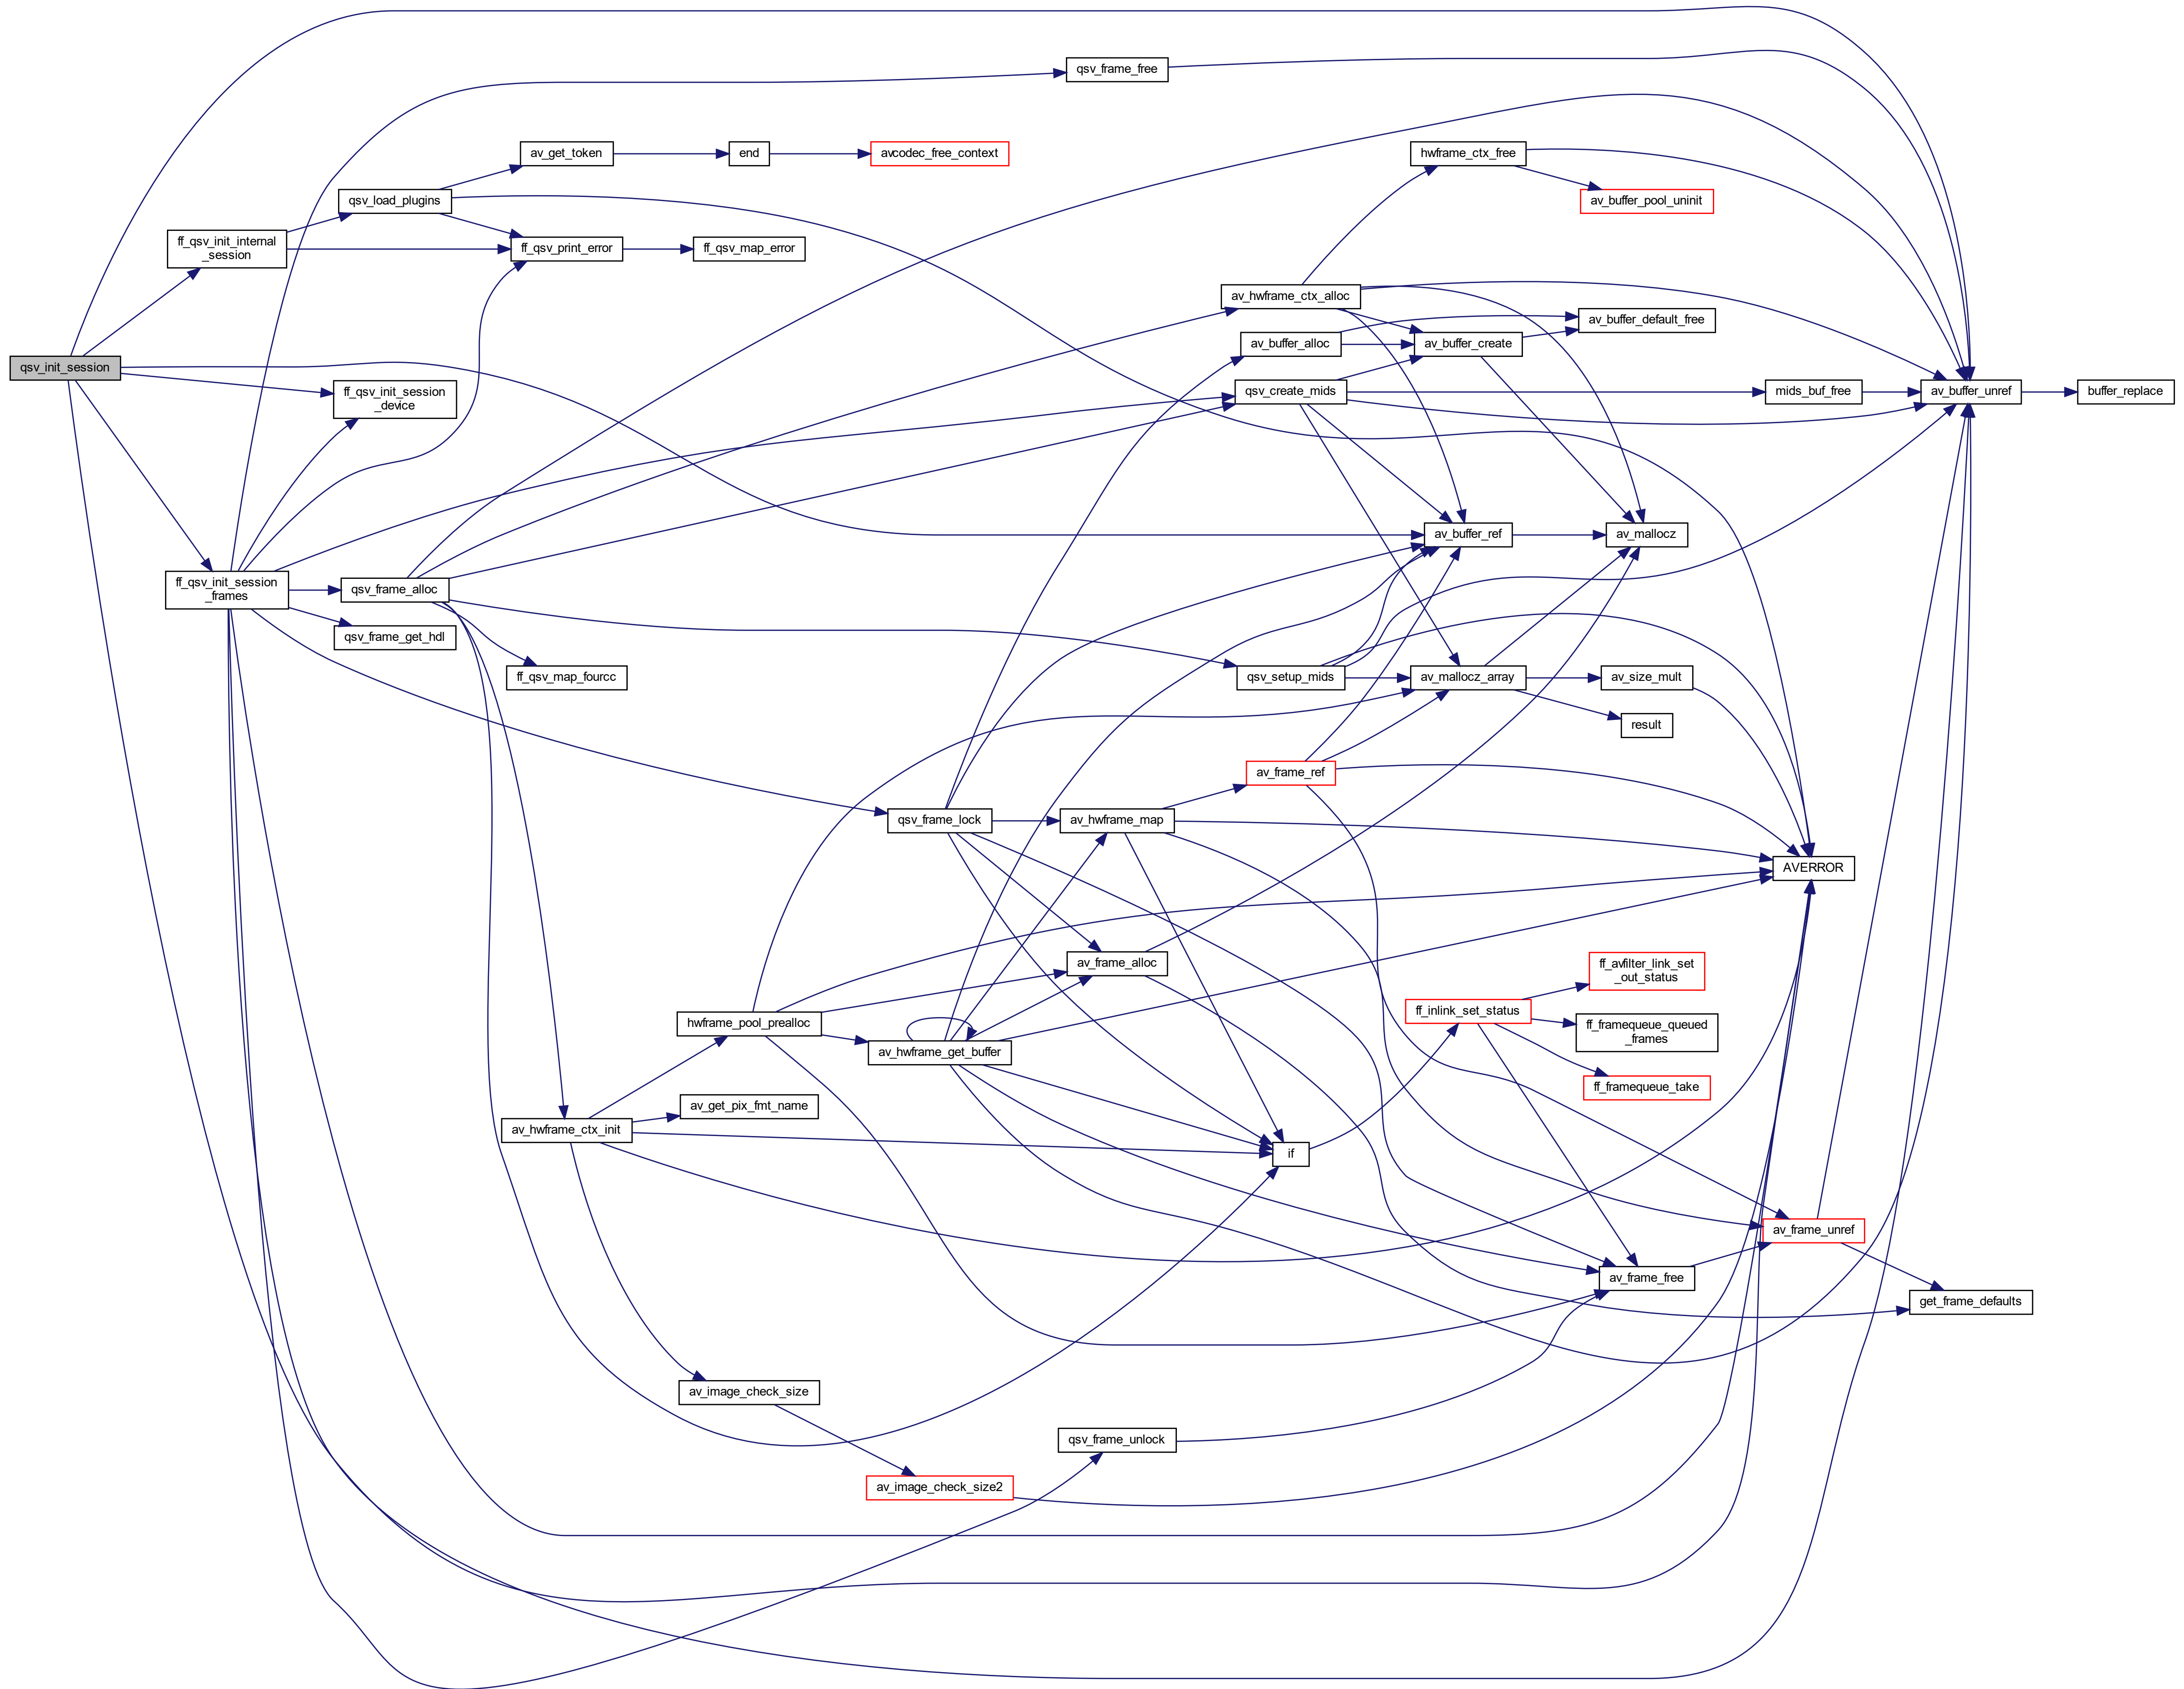 qsv_frame_free
av_get_token
end
avcodec_free_context
hwframe_ctx_free
qsv_load_plugins
av_buffer_pool_uninit
ff_qsv_init_internal
_session
ff_qsv_print_error
ff_qsv_map_error
av_hwframe_ctx_alloc
av_buffer_default_free
av_buffer_alloc
av_buffer_create
qsv_init_session
ff_qsv_init_session
_device
qsv_create_mids
mids_buf_free
av_buffer_unref
buffer_replace
av_buffer_ref
av_mallocz
ff_qsv_init_session
_frames
qsv_frame_alloc
qsv_frame_get_hdl
ff_qsv_map_fourcc
qsv_setup_mids
av_mallocz_array
av_size_mult
result
av_frame_ref
qsv_frame_lock
av_hwframe_map
AVERROR
av_frame_alloc
ff_avfilter_link_set
_out_status
ff_inlink_set_status
hwframe_pool_prealloc
ff_framequeue_queued
_frames
av_hwframe_get_buffer
ff_framequeue_take
av_get_pix_fmt_name
av_hwframe_ctx_init
if
av_frame_unref
av_frame_free
get_frame_defaults
av_image_check_size
qsv_frame_unlock
av_image_check_size2